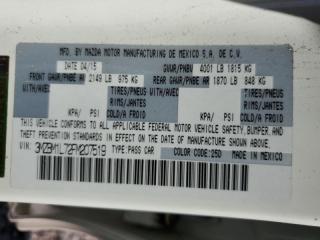 MFD. BY MAZDA MOTOR MANUFACTURING DE MEXICO S.A. DE C.V.
DATE 04/15 GVWR/PNBV 4001 LB 1815 KG
FRONT GAWR/PNBE AV 2149 LB 975 KG REAR GAWR/PNBE AR 1870 LB 848 KG
WITH/AVEC TIRES/PNEUS WITH/AVEC TIRES/PNEUS
RIMS/JANTES RIMS/JANTES
KPA/ PSI COLD/A FROID KPA/ PSI COLD/A FROID
THIS VEHICLE CONFORMS TO ALL APPLICABLE FEDERAL MOTOR VEHICLE SAFETY, BUMPER, AND
THEFT PREVENTION STANDARDS IN EFFECT ON THE DATE OF MANUFACTURE SHOWN ABOVE.
VIN: 3MZBM1L72FM207519 TYPE: PASS CAR MADE IN MEXICO
COLOR CODE: 25D